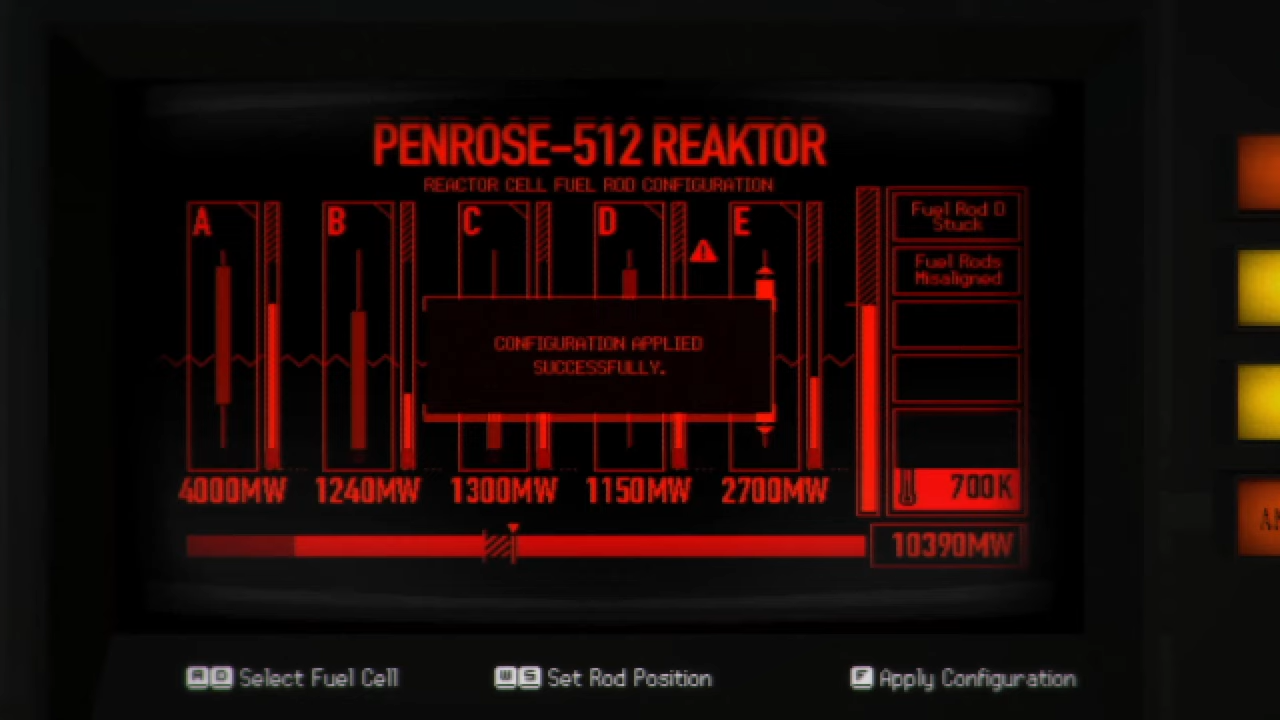 PENROSE-512 REAKTOR
REACTOR CELL FUEL ROD CONFIGURATION
A
B
C
D
E
Fuel Rod D
Stuck
Fuel Rods
Misaligned
CONFIGURATION APPLIED
SUCCESSFULLY.
700K
4000MW 1240MW 1300MW 1150MW 2700MW
10390MW
A D Select Fuel Cell
W S Set Rod Position
F Apply Configuration